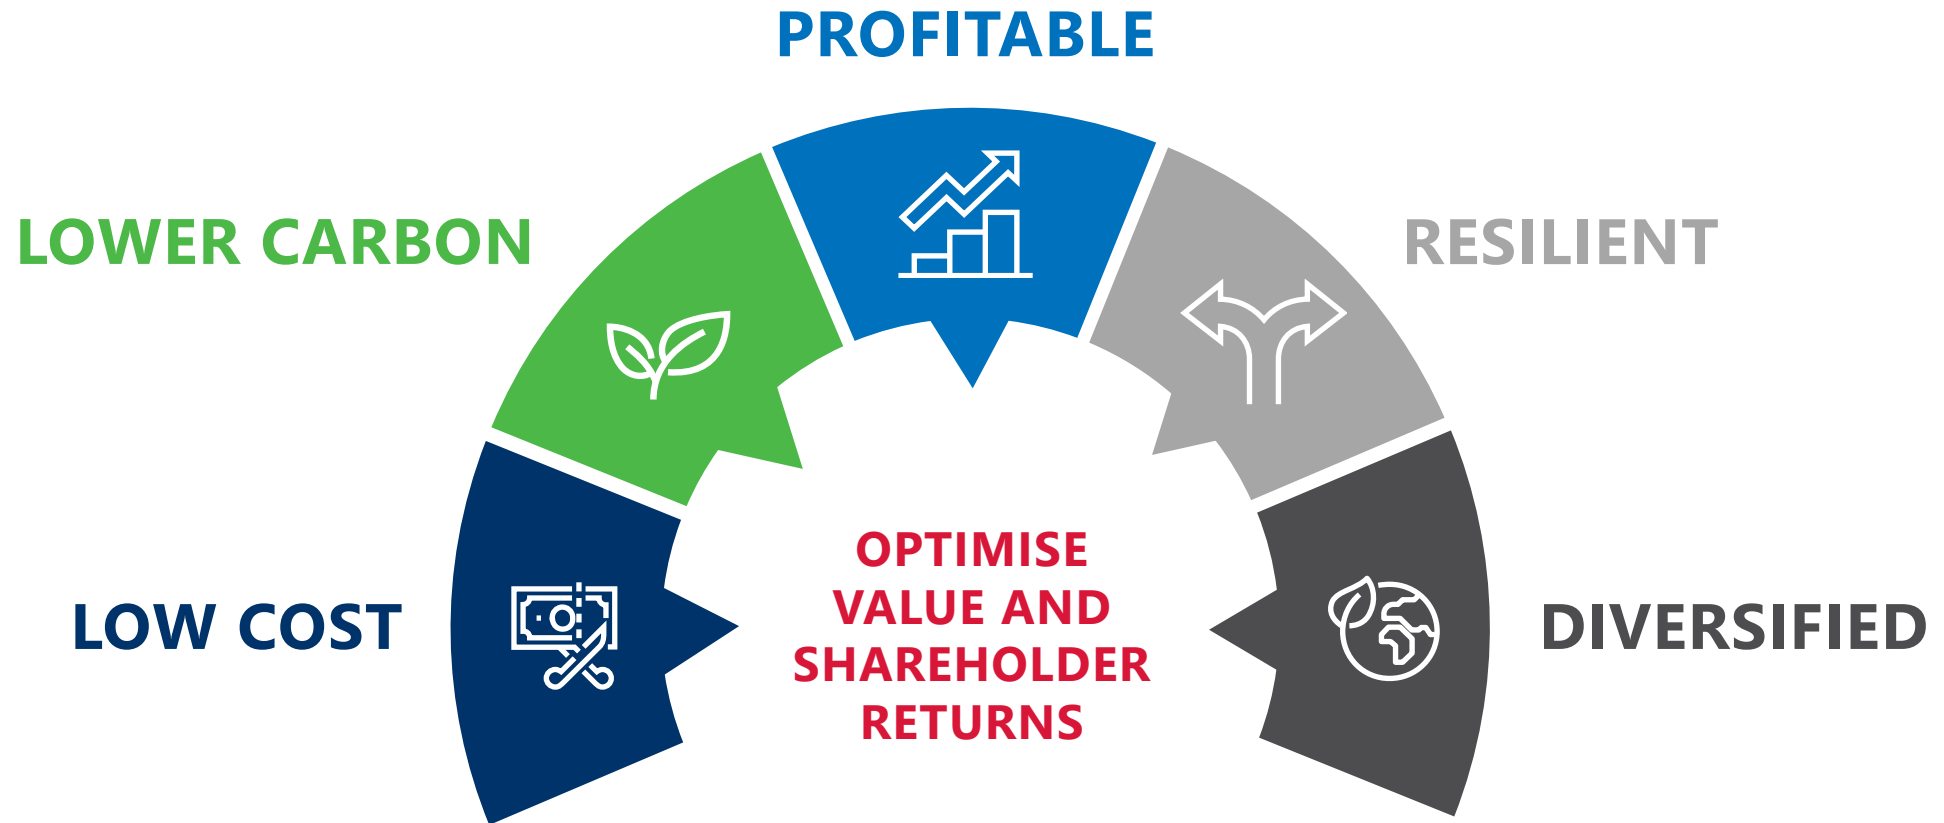 PROFITABLE
LOWER CARBON
RESILIENT
LOW COST
OPTIMISE
VALUE AND
SHAREHOLDER
RETURNS
DIVERSIFIED